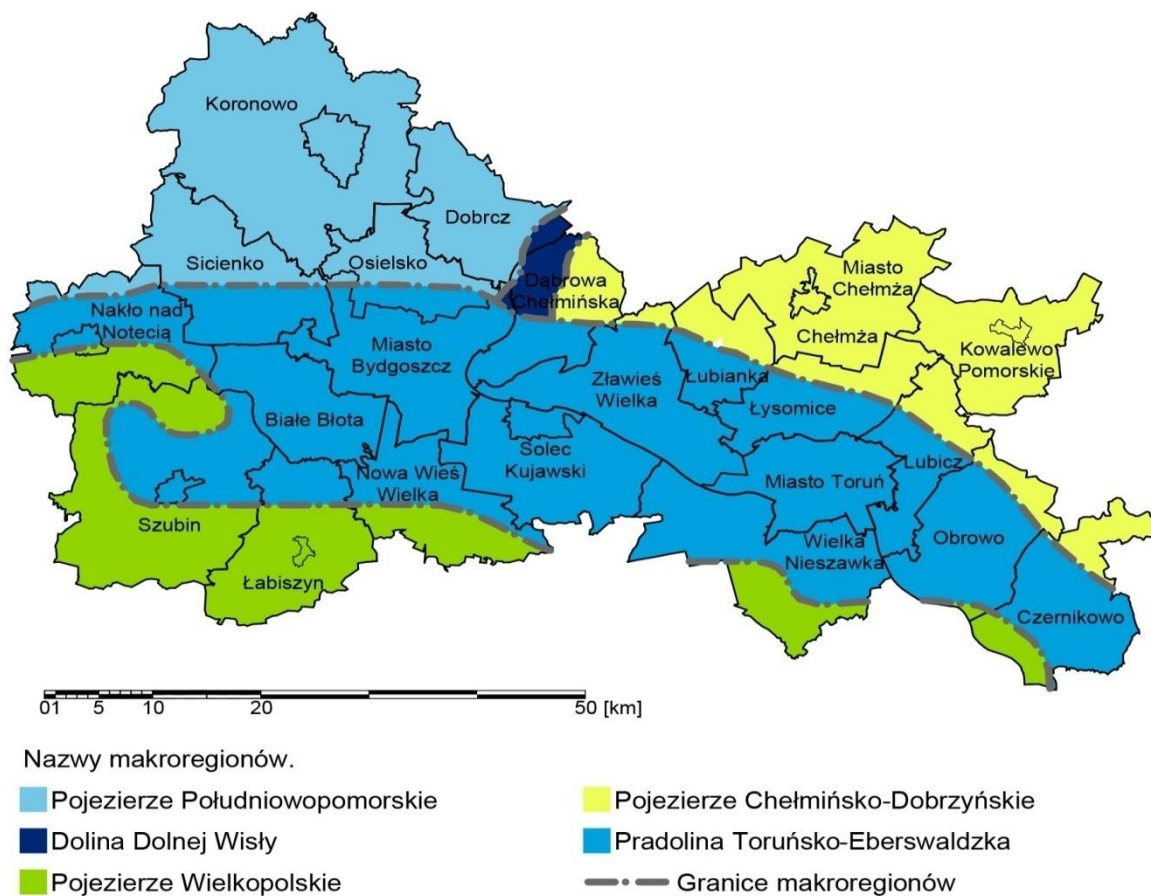 Koronowo
Dobrcz
Sicienko
Osielsko
Dąbrowa
Chełmińska
Miasto
Chełmża
Nakło nad
Notecią
Chełmża
Kowalewo
Pomorskie
Miasto
Bydgoszcz
Zławieś
Wielka
Łubianka
Łysomice
Białe Błota
Solec
Kujawski
Lubicz
Nowa Wieś
Wielka
Miasto Toruń
Szubin
Wielka
Nieszawka
Obrowo
Łabiszyn
Czernikowo
01 5 10 20 50 [km]
Nazwy makroregionów.
Pojezierze Południowopomorskie
Pojezierze Chełmińsko-Dobrzyńskie
Dolina Dolnej Wisły
Pradolina Toruńsko-Eberswaldzka
Pojezierze Wielkopolskie
Granice makroregionów